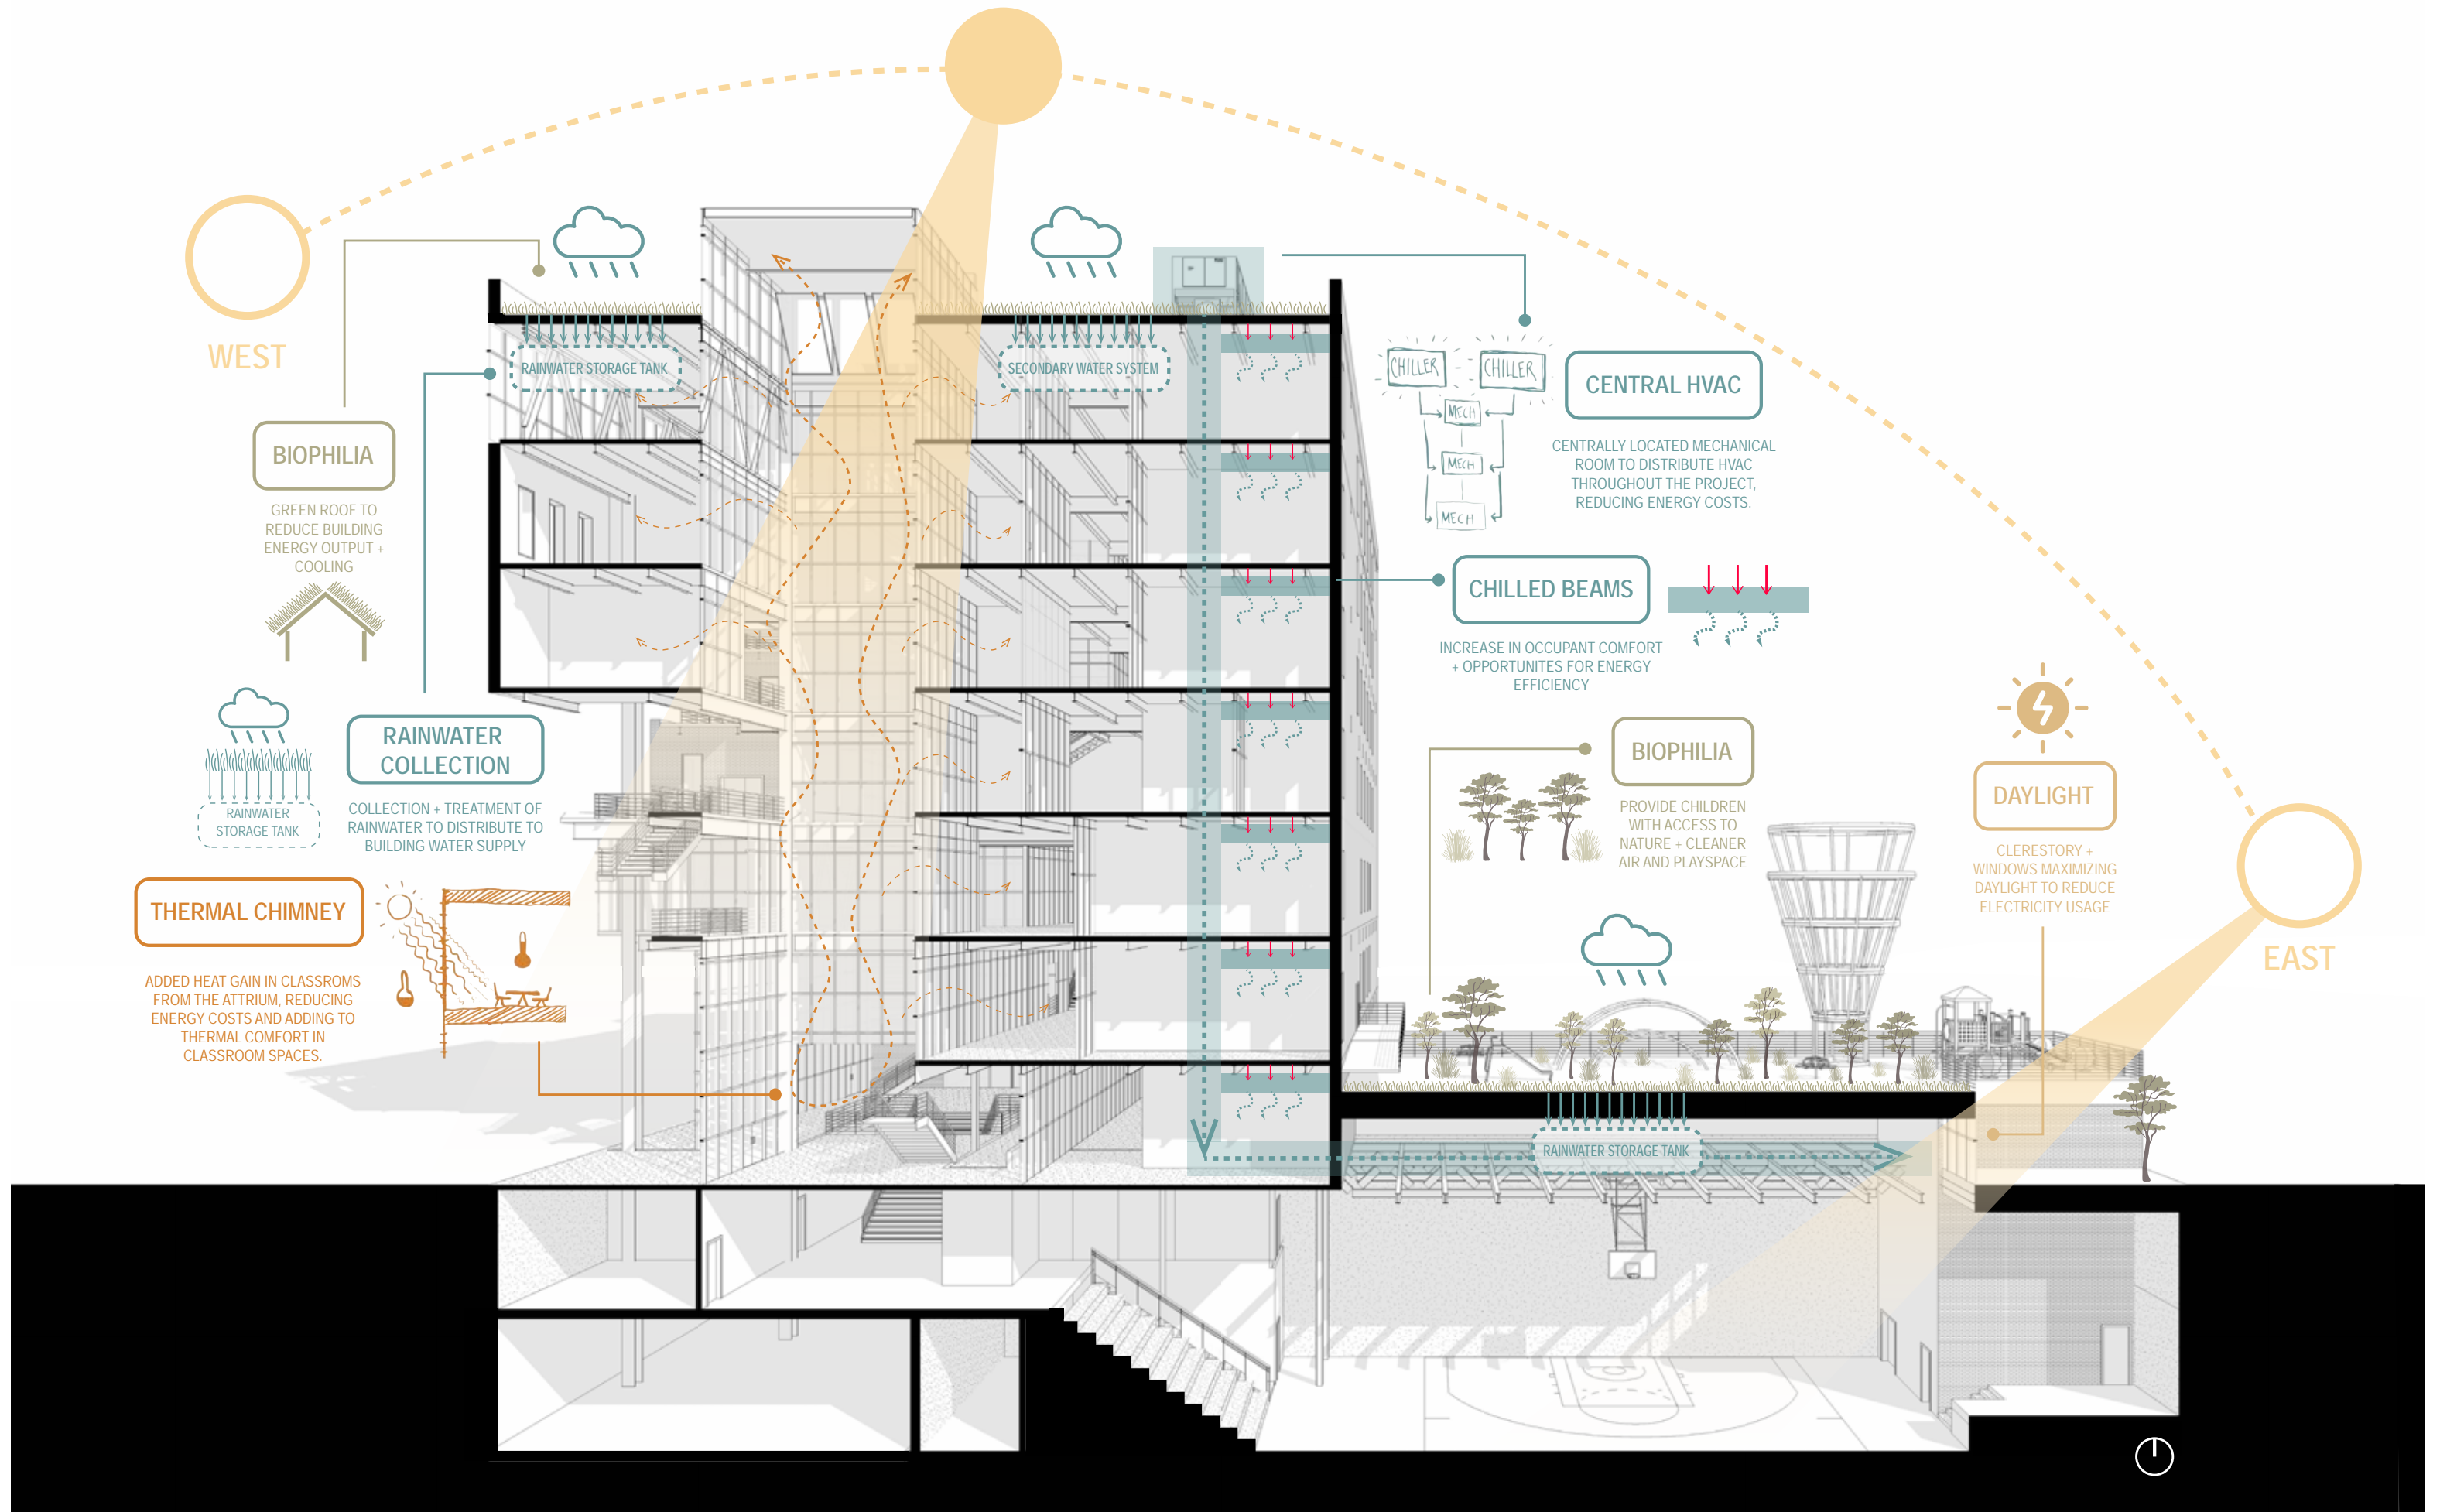 WEST
BIOPHILIA
GREEN ROOF TO
REDUCE BUILDING
ENERGY OUTPUT +
COOLING
RAINWATER STORAGE TANK
SECONDARY WATER SYSTEM
CHILLER
CHILLER
MECH
MECH
MECH
CENTRAL HVAC
CENTRALLY LOCATED MECHANICAL
ROOM TO DISTRIBUTE HVAC
THROUGHOUT THE PROJECT,
REDUCING ENERGY COSTS.
CHILLED BEAMS
INCREASE IN OCCUPANT COMFORT
+ OPPORTUNITES FOR ENERGY
EFFICIENCY
RAINWATER
STORAGE TANK
RAINWATER
COLLECTION
COLLECTION + TREATMENT OF
RAINWATER TO DISTRIBUTE TO
BUILDING WATER SUPPLY
BIOPHILIA
PROVIDE CHILDREN
WITH ACCESS TO
NATURE + CLEANER
AIR AND PLAYSPACE
DAYLIGHT
CLERESTORY +
WINDOWS MAXIMIZING
DAYLIGHT TO REDUCE
ELECTRICITY USAGE
EAST
THERMAL CHIMNEY
ADDED HEAT GAIN IN CLASSROMS
FROM THE ATTRIUM, REDUCING
ENERGY COSTS AND ADDING TO
THERMAL COMFORT IN
CLASSROOM SPACES.
RAINWATER STORAGE TANK